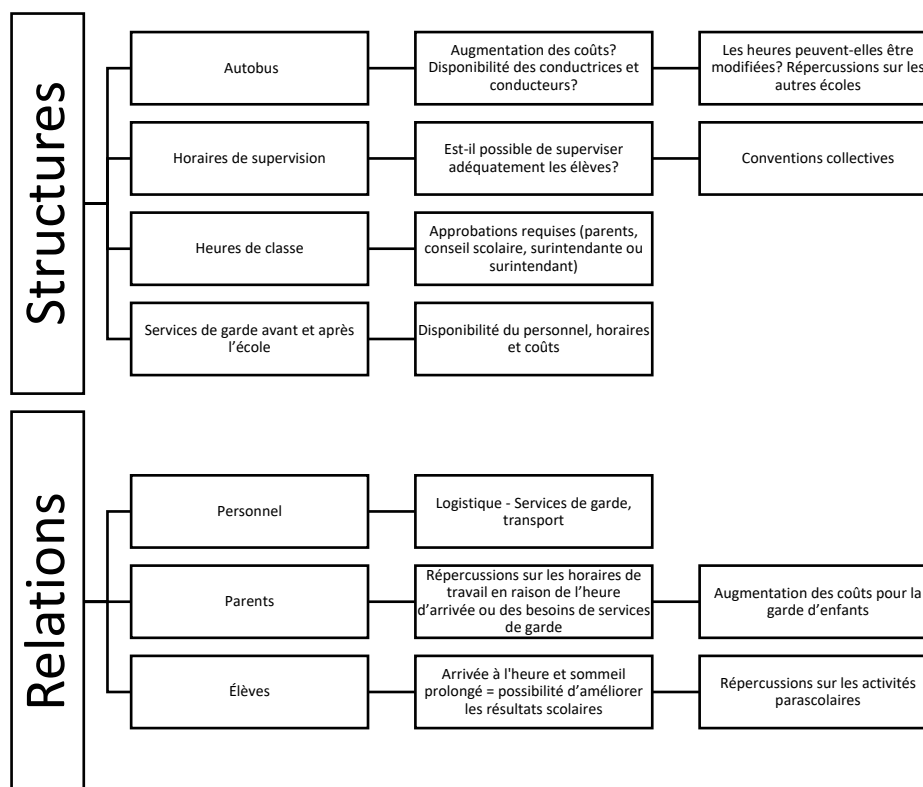 Structures
Autobus
Augmentation des coûts?
Disponibilité des conductrices et
conducteurs?
Les heures peuvent-elles être
modifiées? Répercussions sur les
autres écoles
Horaires de supervision
Est-il possible de superviser
adéquatement les élèves?
Conventions collectives
Heures de classe
Approbations requises (parents,
conseil scolaire, surintendante ou
surintendant)
Services de garde avant et après
l’école
Disponibilité du personnel, horaires
et coûts
Relations
Personnel
Logistique - Services de garde,
transport
Parents
Répercussions sur les horaires de
travail en raison de l’heure
d’arrivée ou des besoins de services
de garde
Augmentation des coûts pour la
garde d’enfants
Élèves
Arrivée à l'heure et sommeil
prolongé = possibilité d’améliorer
les résultats scolaires
Répercussions sur les activités
parascolaires